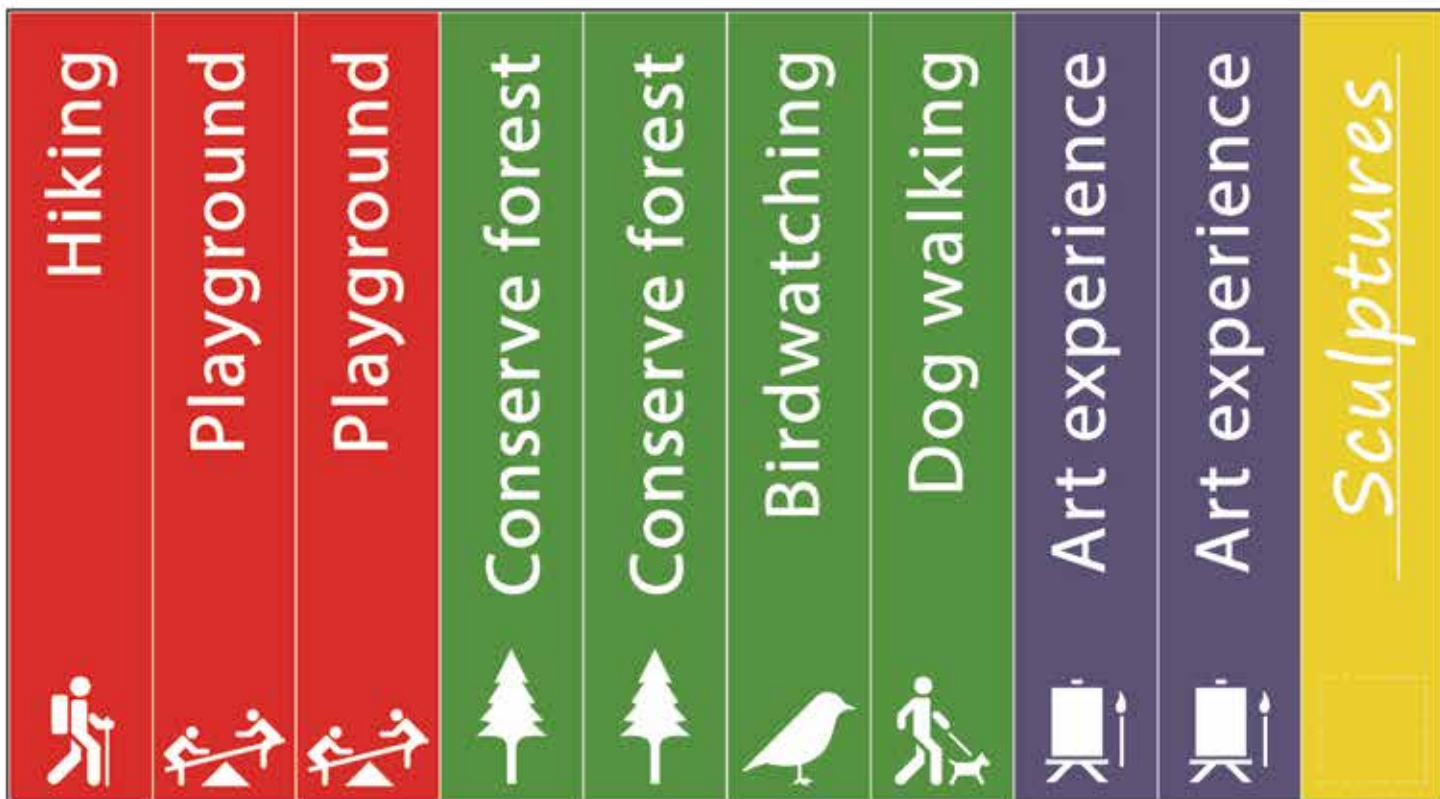 Hiking
Playground
Playground
Conserve forest
Conserve forest
Birdwatching
Dog walking
Art experience
Art experience
Sculptures